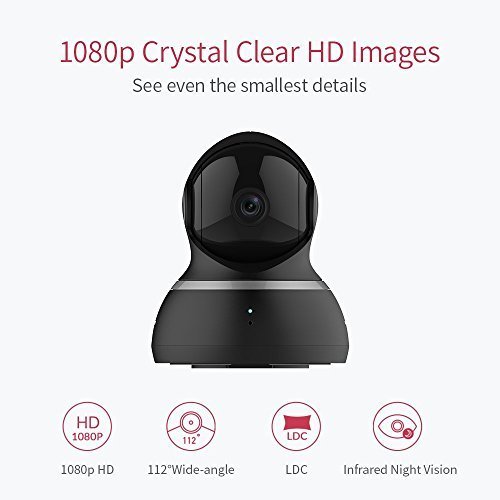 1080p Crystal Clear HD Images
See even the smallest details
HD
1080P
112°
LDC
1080p HD
112°Wide-angle
LDC
Infrared Night Vision